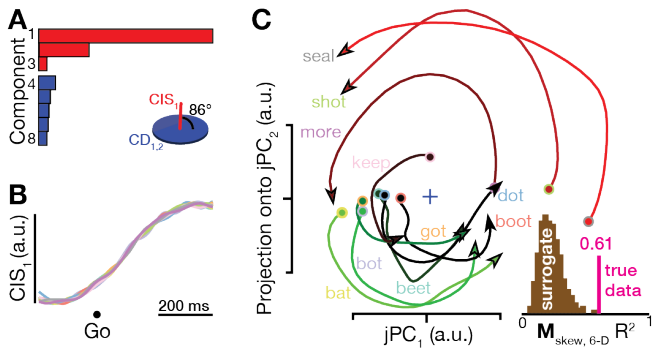 A
Component
1
3
4
8
CIS1
86°
CD1,2
B
CIS1 (a.u.)
Go
200 ms
C
Projection onto jPC2 (a.u.)
jPC1 (a.u.)
seal
shot
more
keep
dot
got
boot
bot
beet
bat
surrogate
0.61
true
data
0
1
Mskew, 6-D R2